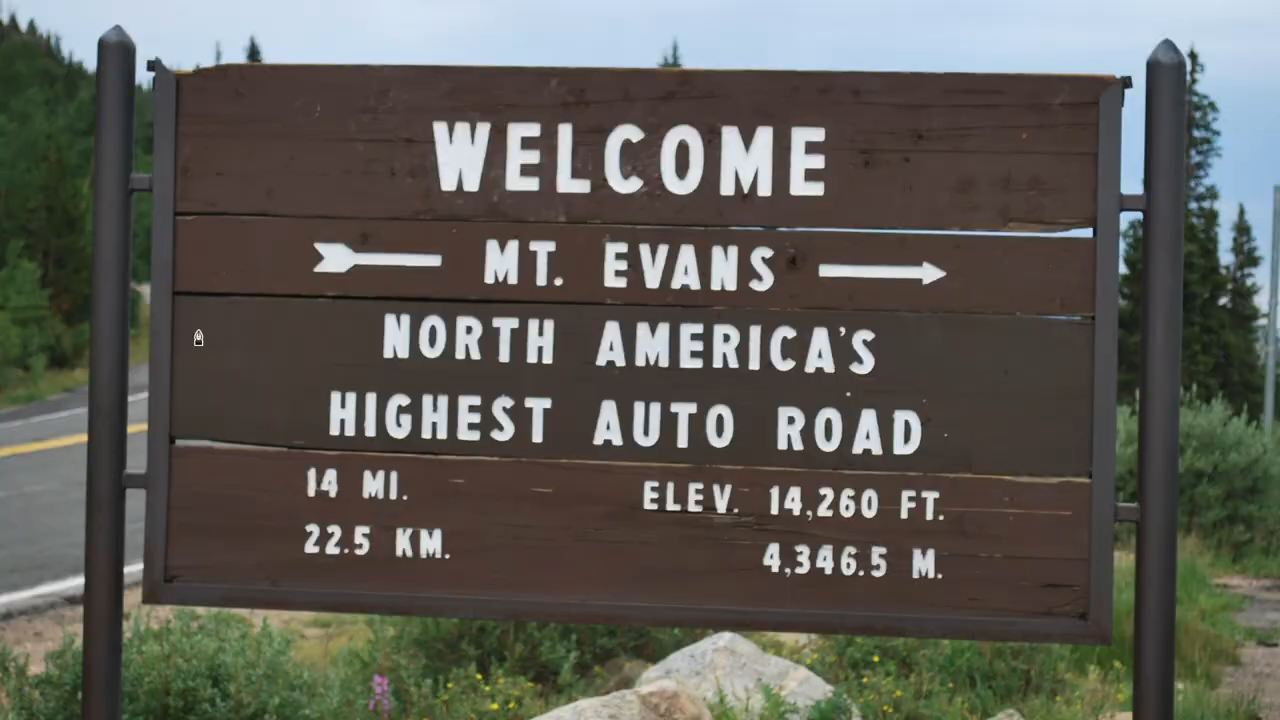 WELCOME
MT. EVANS
NORTH AMERICA'S
HIGHEST AUTO ROAD
14 MI. ELEV. 14,260 FT.
22.5 KM. 4,346.5 M.